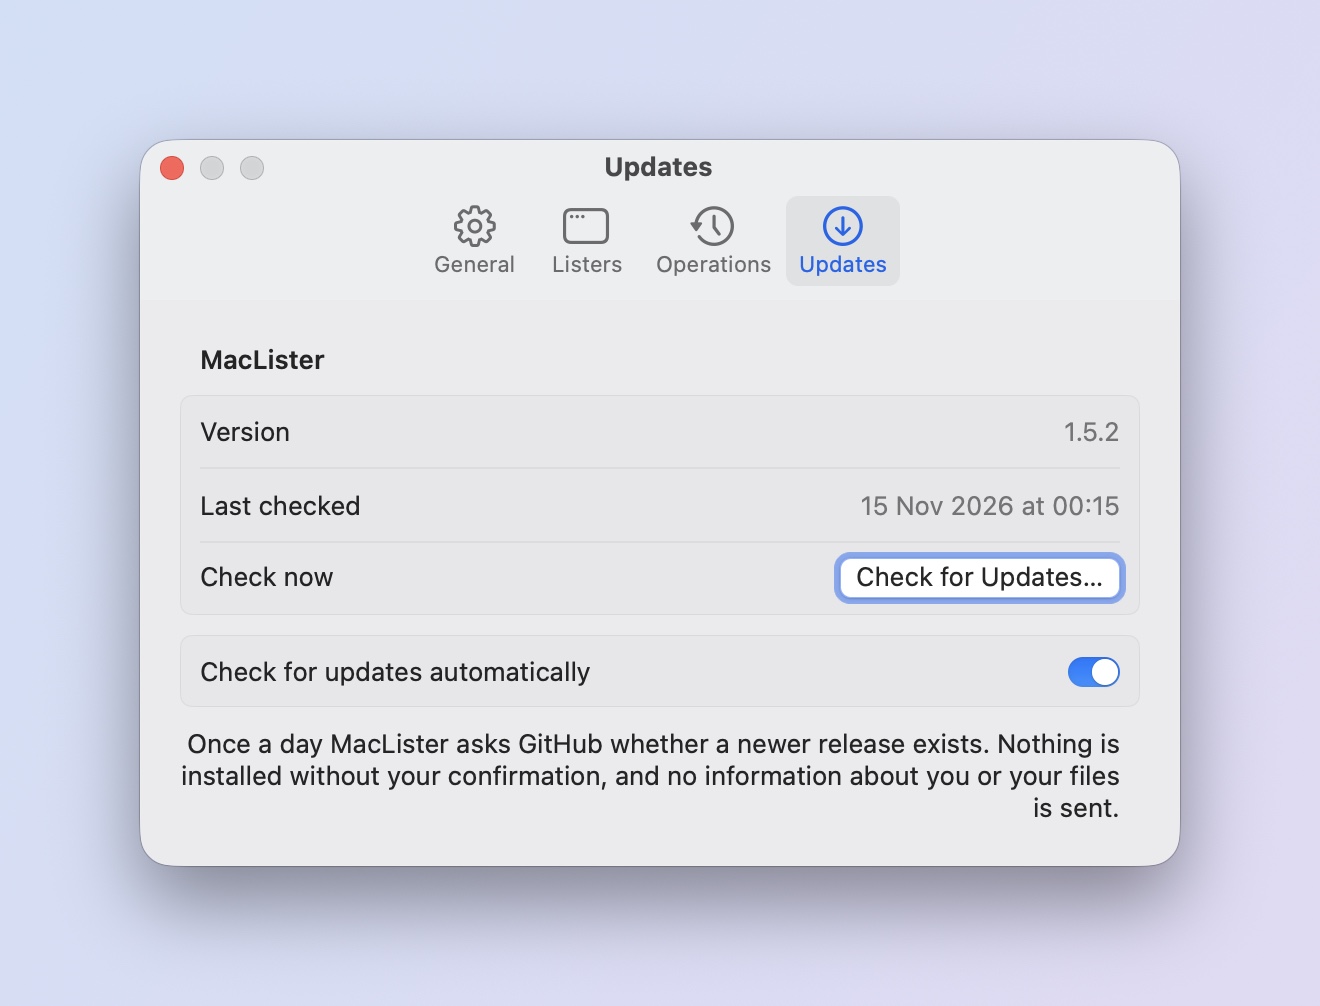 Updates
General
Listers
Operations
Updates
MacLister
Version
1.5.2
Last checked
15 Nov 2026 at 00:15
Check now
Check for Updates...
Check for updates automatically
Once a day MacLister asks GitHub whether a newer release exists. Nothing is
installed without your confirmation, and no information about you or your files
is sent.